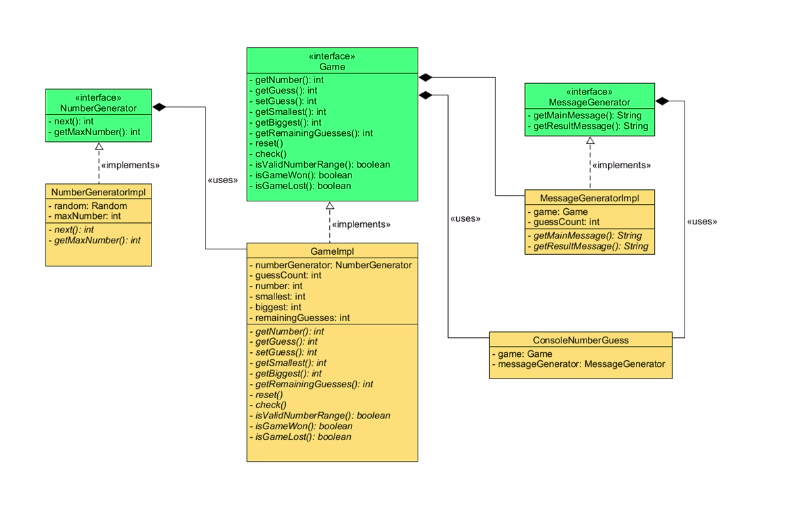 «interface»
NumberGenerator
- next(): int
- getMaxNumber(): int
«implements»
NumberGeneratorImpl
- random: Random
- maxNumber: int
- next(): int
- getMaxNumber(): int
«uses»
«interface»
Game
- getNumber(): int
- getGuess(): int
- setGuess(): int
- getSmallest(): int
- getBiggest(): int
- getRemainingGuesses(): int
- reset()
- check()
- isValidNumberRange(): boolean
- isGameWon(): boolean
- isGameLost(): boolean
«implements»
GameImpl
- numberGenerator: NumberGenerator
- guessCount: int
- number: int
- smallest: int
- biggest: int
- remainingGuesses: int
- getNumber(): int
- getGuess(): int
- setGuess(): int
- getSmallest(): int
- getBiggest(): int
- getRemainingGuesses(): int
- reset()
- check()
- isValidNumberRange(): boolean
- isGameWon(): boolean
- isGameLost(): boolean
«uses»
«interface»
MessageGenerator
- getMainMessage(): String
- getResultMessage(): String
«implements»
MessageGeneratorImpl
- game: Game
- guessCount: int
- getMainMessage(): String
- getResultMessage(): String
«uses»
ConsoleNumberGuess
- game: Game
- messageGenerator: MessageGenerator